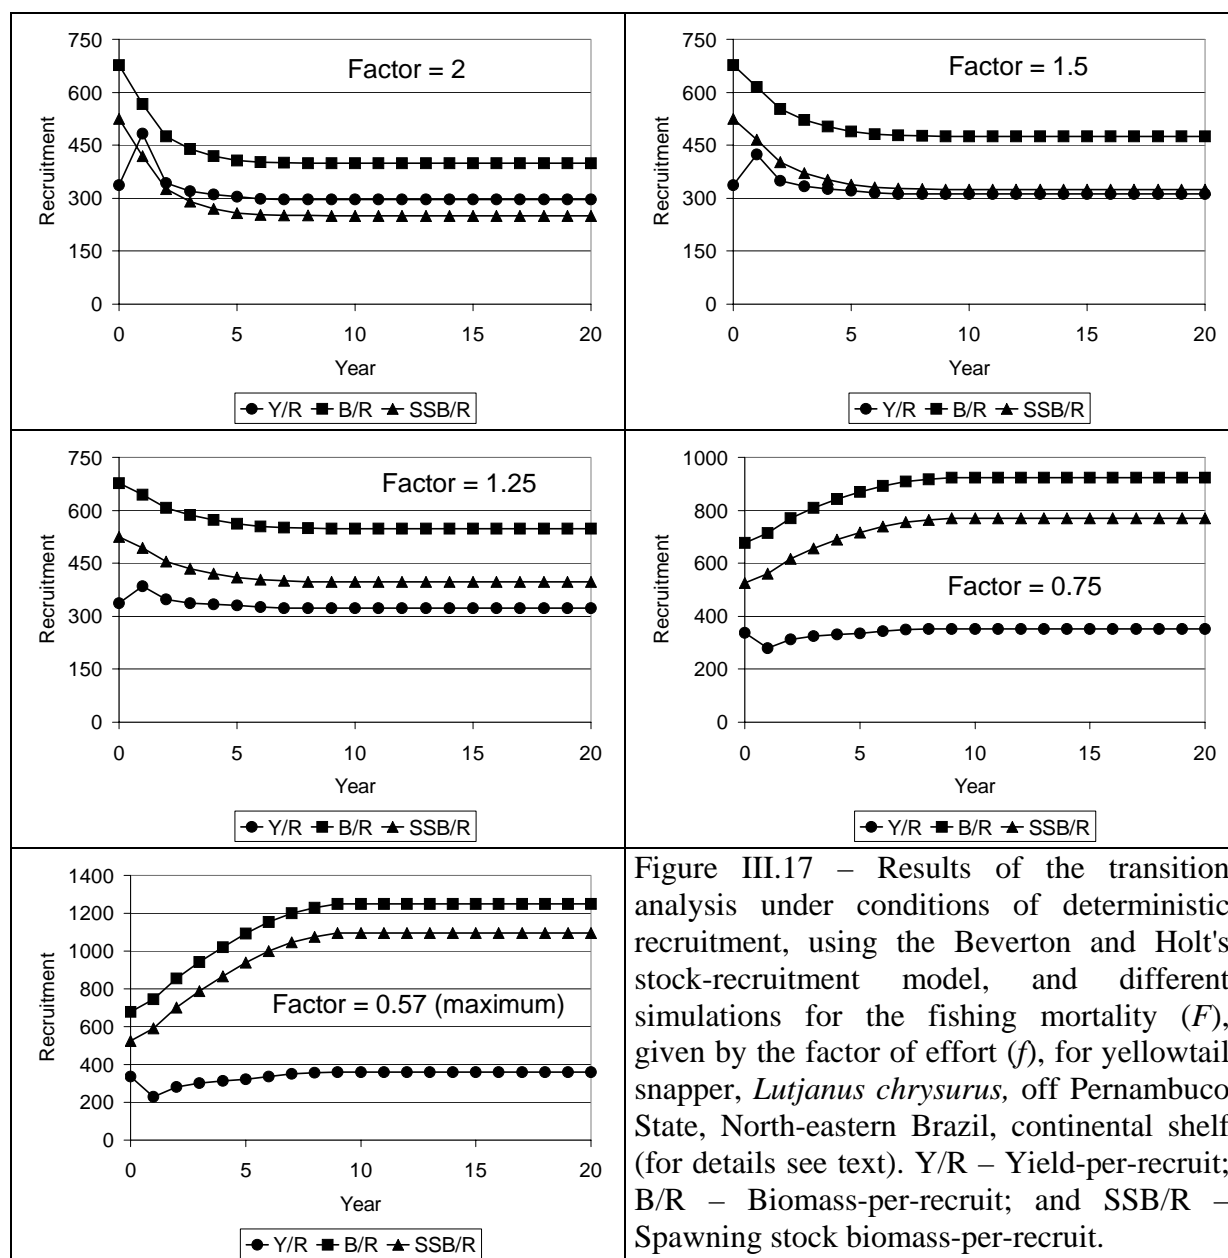 750
600
450
300
150
0
Recruitment
Factor = 2
0 5 10 15 20
Year
Y/R B/R SSB/R
750
600
450
300
150
0
Recruitment
Factor = 1.5
0 5 10 15 20
Year
Y/R B/R SSB/R
750
600
450
300
150
0
Recruitment
Factor = 1.25
0 5 10 15 20
Year
Y/R B/R SSB/R
1000
800
600
400
200
0
Recruitment
Factor = 0.75
0 5 10 15 20
Year
Y/R B/R SSB/R
1400
1200
1000
800
600
400
200
0
Recruitment
Factor = 0.57 (maximum)
0 5 10 15 20
Year
Y/R B/R SSB/R
Figure III.17 – Results of the transition
analysis under conditions of deterministic
recruitment, using the Beverton and Holt's
stock-recruitment model, and different
simulations for the fishing mortality (F),
given by the factor of effort (f), for yellowtail
snapper, Lutjanus chrysurus, off Pernambuco
State, North-eastern Brazil, continental shelf
(for details see text). Y/R – Yield-per-recruit;
B/R – Biomass-per-recruit; and SSB/R –
Spawning stock biomass-per-recruit.